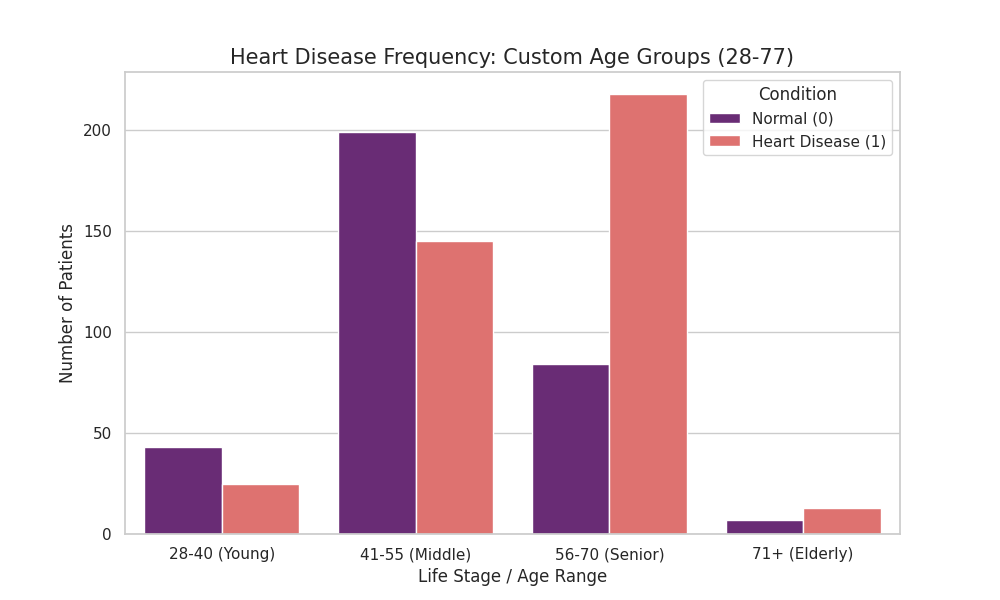 Heart Disease Frequency: Custom Age Groups (28-77)
Condition
Normal (0)
Heart Disease (1)
Number of Patients
200
150
100
50
0
28-40 (Young)
41-55 (Middle)
56-70 (Senior)
71+ (Elderly)
Life Stage / Age Range